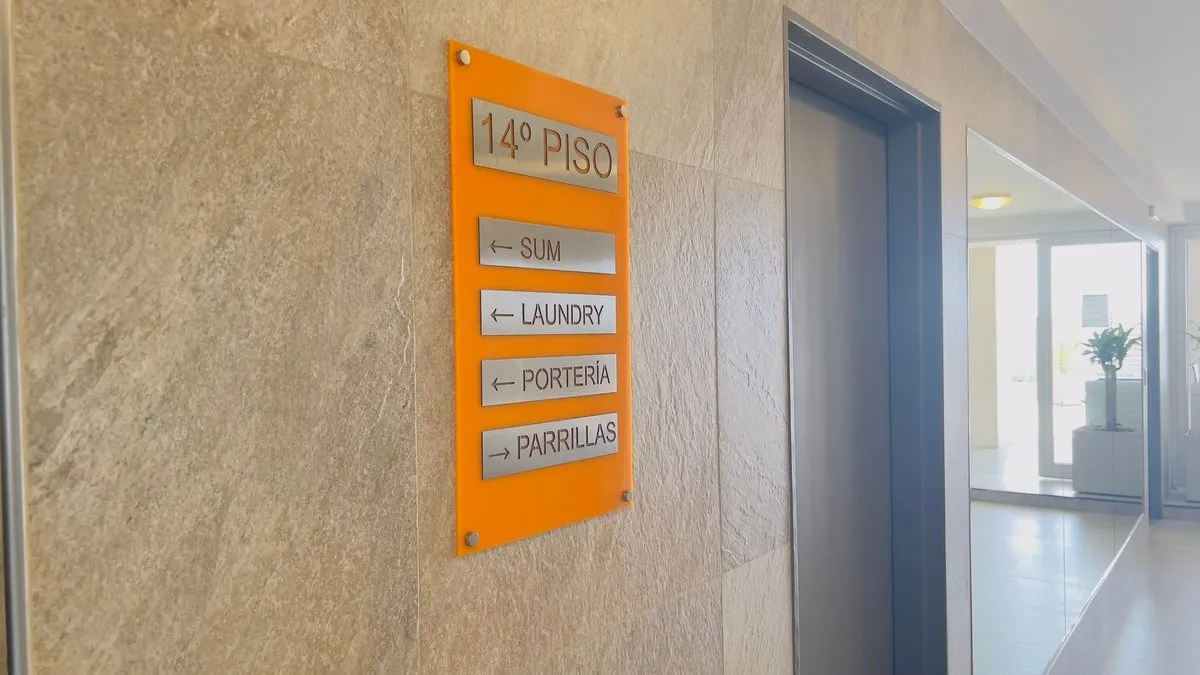 14º PISO
← SUM
← LAUNDRY
← PORTERÍA
→ PARRILLAS